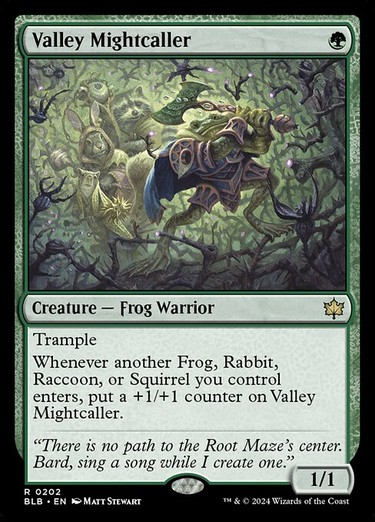 Valley Mightcaller
Creature — Frog Warrior
Trample
Whenever another Frog, Rabbit,
Raccoon, or Squirrel you control
enters, put a +1/+1 counter on Valley
Mightcaller.
“There is no path to the Root Maze’s center.
Bard, sing a song while I create one.”
1/1
R 0202
BLB • EN Matt Stewart
™ & © 2024 Wizards of the Coast